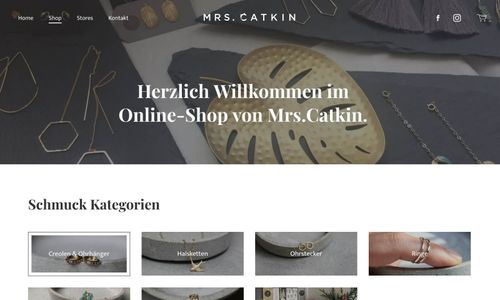 Home
Shop
Stores
Kontakt
MRS. CATKIN
Herzlich Willkommen im
Online-Shop von Mrs.Catkin.
Schmuck Kategorien
Creolen & Ohrhänger
Halsketten
Ohrstecker
Ringe